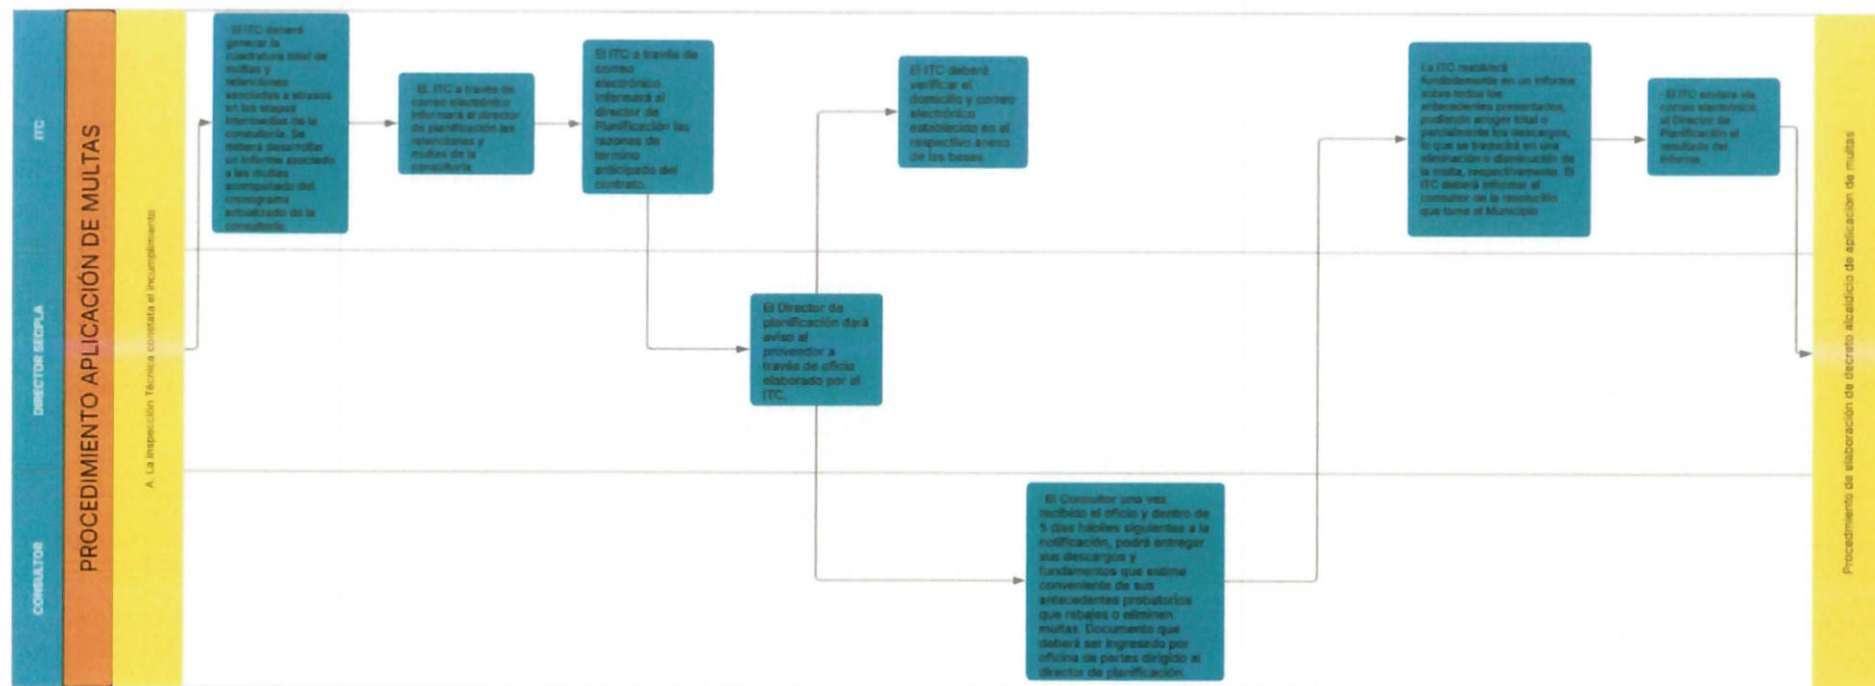 ITC
DIRECTOR SECPLA
CONSULTOR
PROCEDIMIENTO APLICACIÓN DE MULTAS
A. La Inspección Técnica constata el incumplimiento
El ITC deberá
generar la
cuadratura total de
multas y
retenciones
asociadas a atrasos
en las etapas
intermedias de la
consultoría. Se
deberá desarrollar
un informe asociado
a las multas
acompañado del
cronograma
actualizado de la
consultoría.
EL ITC a través de
correo electrónico
informará al director
de planificación las
retenciones y
multas de la
consultoría
El ITC a través de
correo
electrónico
informará al
director de
Planificación las
razones de
término
anticipado del
contrato.
El Director de
planificación dará
aviso al
proveedor a
través de oficio
elaborado por el
ITC.
El ITC deberá
verificar el
domicilio y correo
electrónico
establecido en el
respectivo anexo
de las bases.
El Consultor una vez
recibido el oficio y dentro de
5 días hábiles siguientes a la
notificación, podrá entregar
sus descargos y
fundamentos que estime
conveniente de sus
antecedentes probatorios
que rebajes o eliminen
multas. Documento que
deberá ser ingresado por
oficina de partes dirigido al
director de planificación.
La ITC resolverá
fundadamente en un informe
sobre todos los
antecedentes presentados,
pudiendo acoger total o
parcialmente los descargos,
lo que se traducirá en una
eliminación o disminución de
la multa, respectivamente. El
ITC deberá informar al
consultor de la resolución
que tome el Municipio
El ITC enviara vía
correo electrónico
al Director de
Planificación el
resultado del
informe.
Procedimiento de elaboración de decreto alcaldicio de aplicación de multas